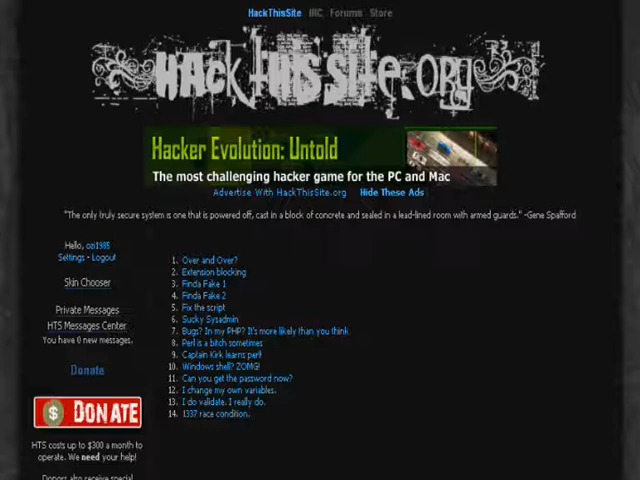 HackThisSite IRC Forums Store
HackThisSite.org
Hacker Evolution: Untold
The most challenging hacker game for the PC and Mac
Advertise With HackThisSite.org Hide These Ads
"The only truly secure system is one that is powered off, cast in a block of concrete and sealed in a lead-lined room with armed guards." -Gene Spafford
Hello, ozi1985
Settings - Logout
Skin Chooser
Private Messages
HTS Messages Center
You have 0 new messages.
Donate
$ DONATE
HTS costs up to $300 a month to
operate. We need your help!
Donors also receive special
1. Over and Over?
2. Extension blocking
3. Finda Fake 1
4. Finda Fake 2
5. Fix the script
6. Sucky Sysadmin
7. Bugs? In my PHP? It's more likely than you think
8. Perl is a bitch sometimes
9. Captain Kirk learns perl!
10. Windows shell? ZOMG!
11. Can you get the password now?
12. I change my own variables.
13. I do validate. I really do.
14. 1337 race condition.